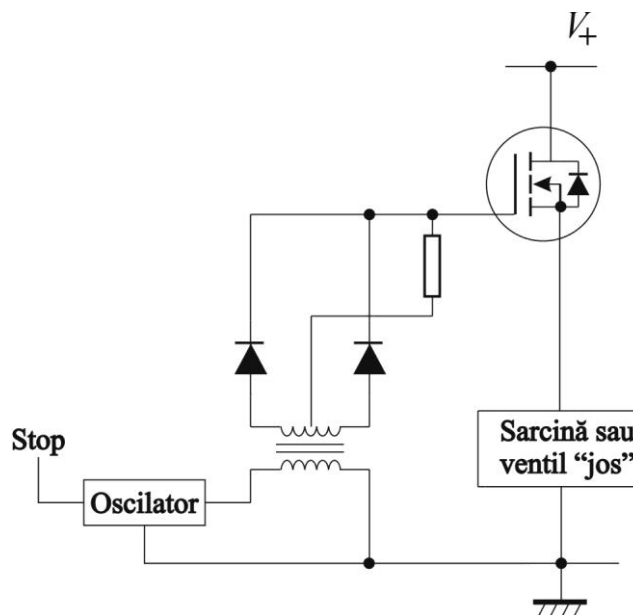 V+
Stop
Oscilator
Sarcină sau
ventil “jos”